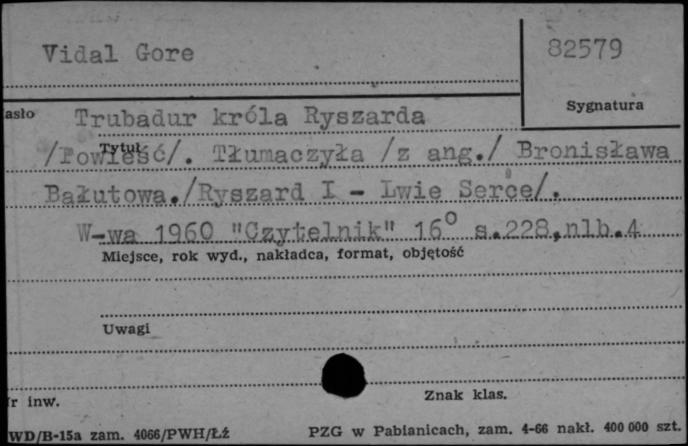 Vidal Gore
82579
asło
Sygnatura
Trubadur króla Ryszarda
Tytuł
/Powieść/. Tłumaczyła /z ang./ Bronisława
Bałutowa./Ryszard I - Lwie Serce/.
W-wa 1960 "Czytelnik" 16° s.228,nlb.4
Miejsce, rok wyd., nakładca, format, objętość
Uwagi
r inw.
Znak klas.
WD/B-15a zam. 4066/PWH/Łź
PZG w Pabianicach, zam. 4-66 nakł. 400 000 szt.